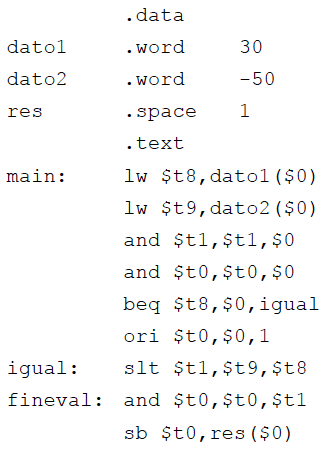 .data
dato1 .word 30
dato2 .word -50
res .space 1
.text
main: lw $t8,dato1($0)
lw $t9,dato2($0)
and $t1,$t1,$0
and $t0,$t0,$0
beq $t8,$0,igual
ori $t0,$0,1
igual: slt $t1,$t9,$t8
fineval: and $t0,$t0,$t1
sb $t0,res($0)